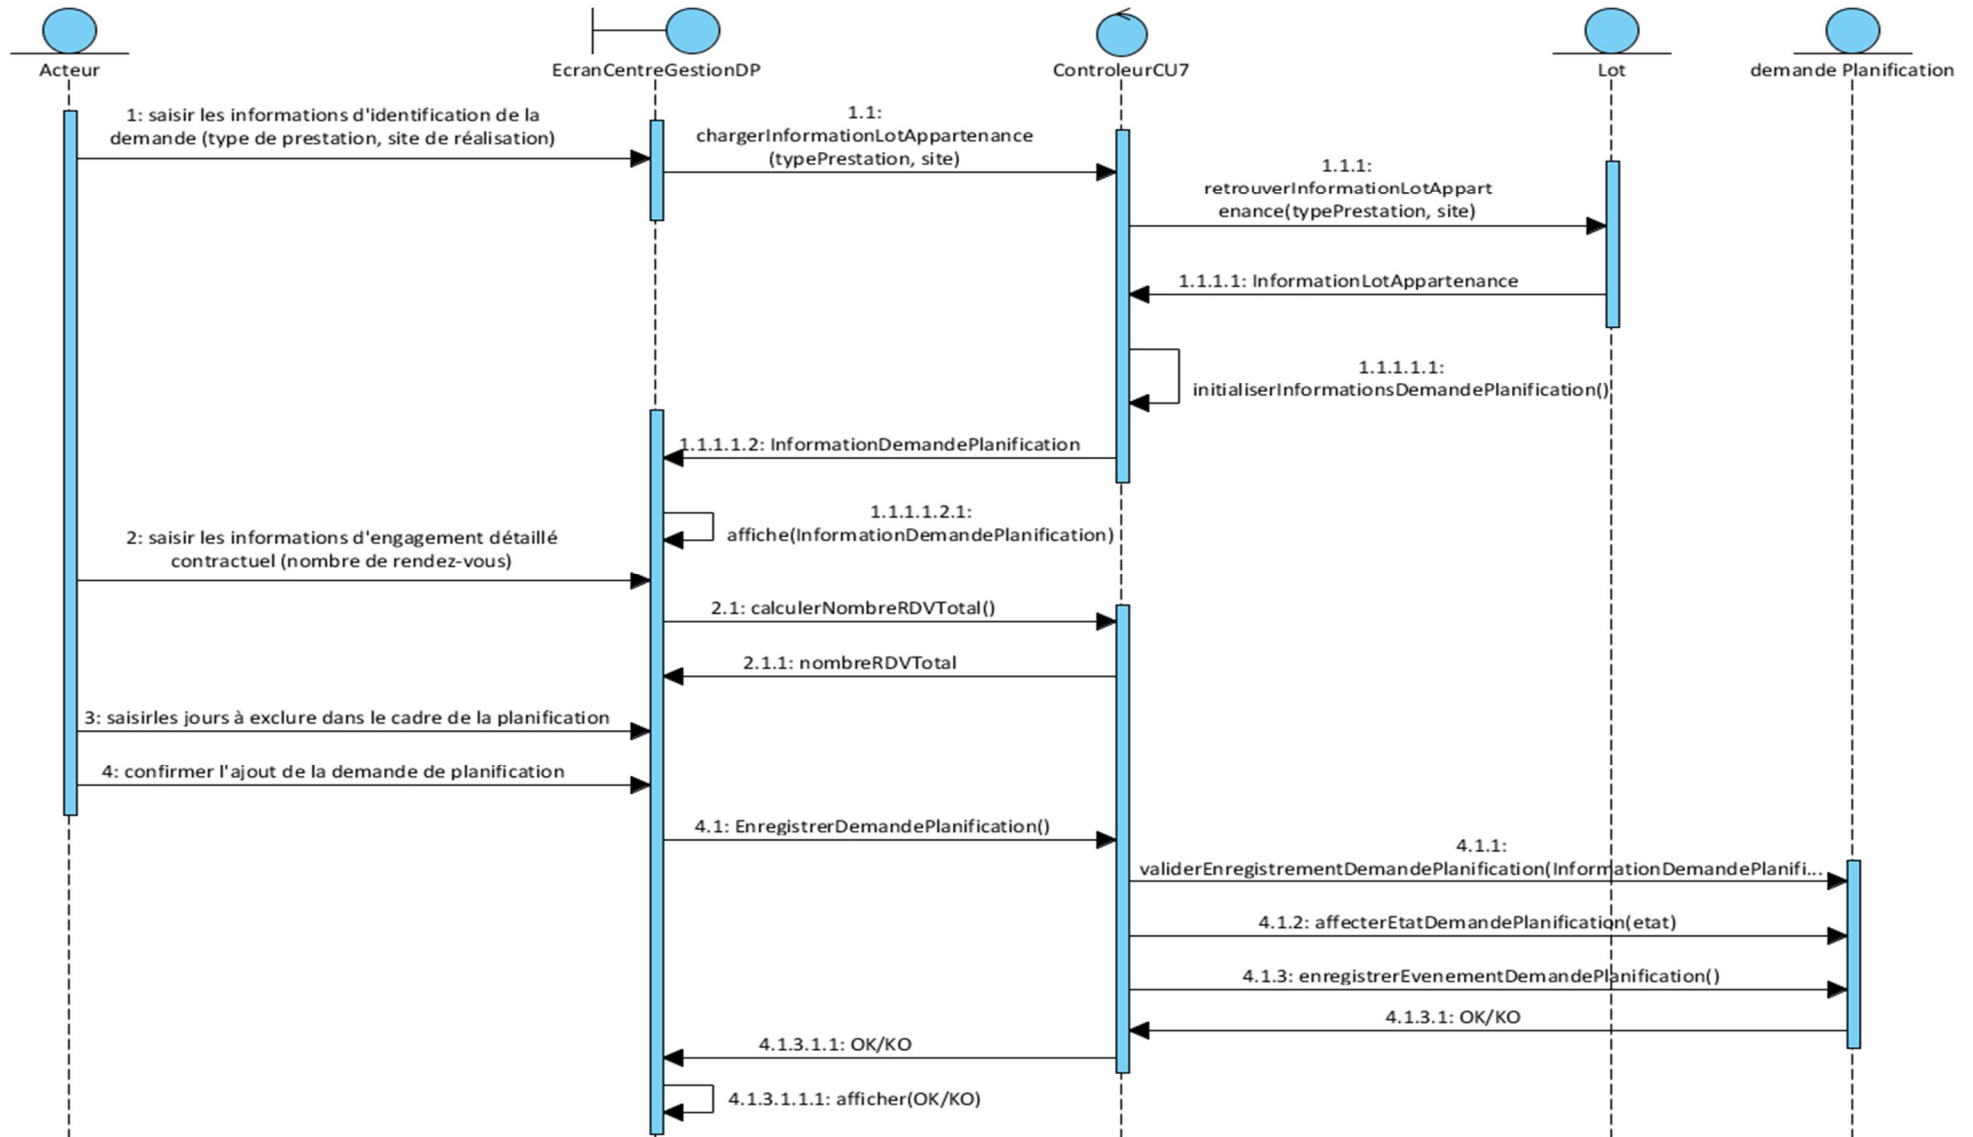 Acteur
EcranCentreGestionDP
ControleurCU7
Lot
demande Planification
1: saisir les informations d'identification de la
demande (type de prestation, site de réalisation)
1.1:
chargerInformationLotAppartenance
(typePrestation, site)
1.1.1:
retrouverInformationLotAppart
enance(typePrestation, site)
1.1.1.1: InformationLotAppartenance
1.1.1.1.1:
initialiserInformationsDemandePlanification()
1.1.1.1.2: InformationDemandePlanification
1.1.1.1.2.1:
affiche(InformationDemandePlanification)
2: saisir les informations d'engagement détaillé
contractuel (nombre de rendez-vous)
2.1: calculerNombreRDVTotal()
2.1.1: nombreRDVTotal
3: saisirles jours à exclure dans le cadre de la planification
4: confirmer l'ajout de la demande de planification
4.1: EnregistrerDemandePlanification()
4.1.1:
validerEnregistrementDemandePlanification(InformationDemandePlanifi...
4.1.2: affecterEtatDemandePlanification(etat)
4.1.3: enregistrerEvenementDemandePlanification()
4.1.3.1: OK/KO
4.1.3.1.1: OK/KO
4.1.3.1.1.1: afficher(OK/KO)